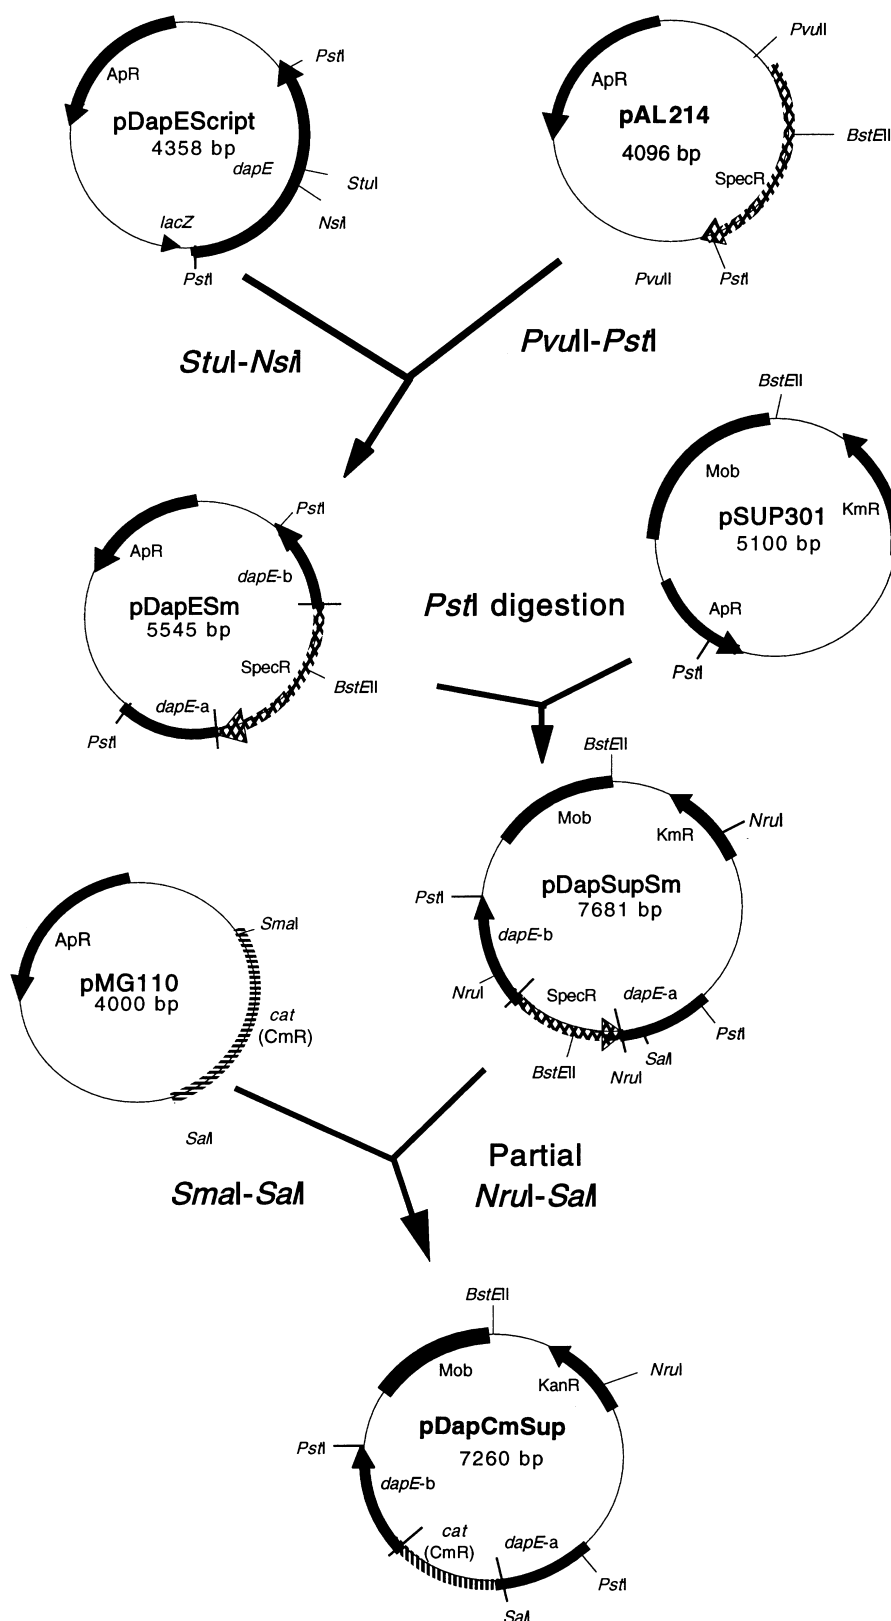 PstI
ApR
pDapEScript
4358 bp
dapE
StuI
NsiI
lacZ
PstI
PvuII
ApR
pAL214
4096 bp
BstEII
SpecR
PvuII
PstI
StuI-NsiI
PvuII-PstI
BstEII
Mob
pSUP301
5100 bp
KmR
ApR
PstI
PstI
ApR
dapE-b
pDapESm
5545 bp
SpecR
BstEII
dapE-a
PstI
PstI digestion
BstEII
Mob
KmR
NruI
pDapSupSm
7681 bp
PstI
dapE-b
NruI
SpecR
dapE-a
PstI
SalI
BstEII
NruI
SmaI
ApR
pMG110
4000 bp
cat
(CmR)
SalI
SmaI-SalI
Partial
NruI-SalI
BstEII
Mob
KanR
NruI
pDapCmSup
7260 bp
PstI
dapE-b
cat
(CmR)
dapE-a
PstI
SalI